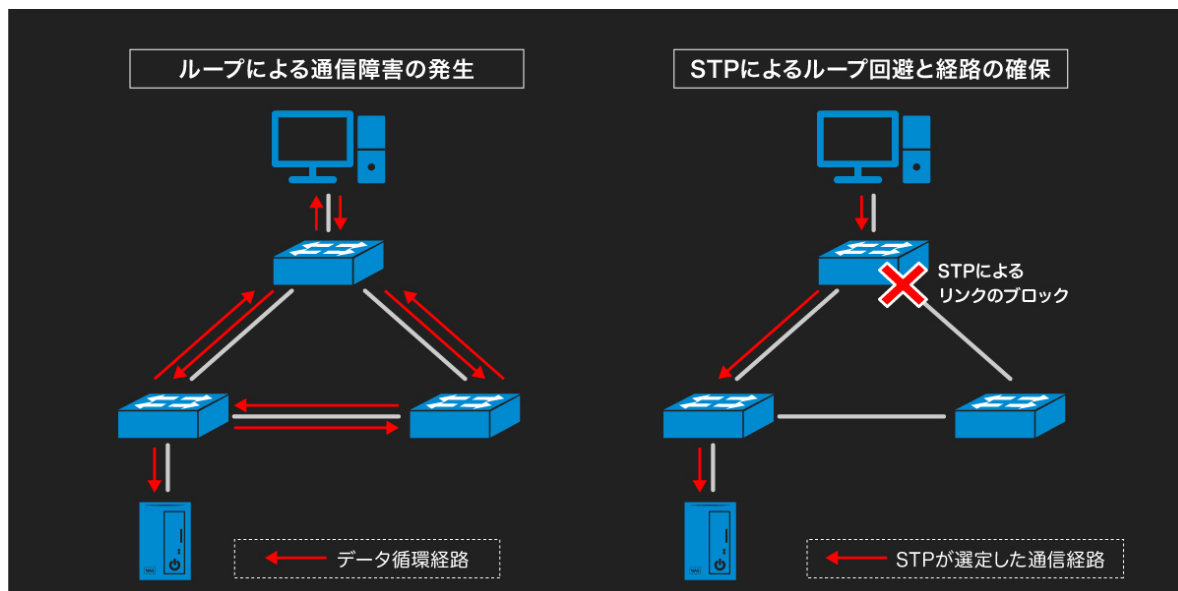 ループによる通信障害の発生
STPによるループ回避と経路の確保
STPによる
リンクのブロック
データ循環経路
STPが選定した通信経路